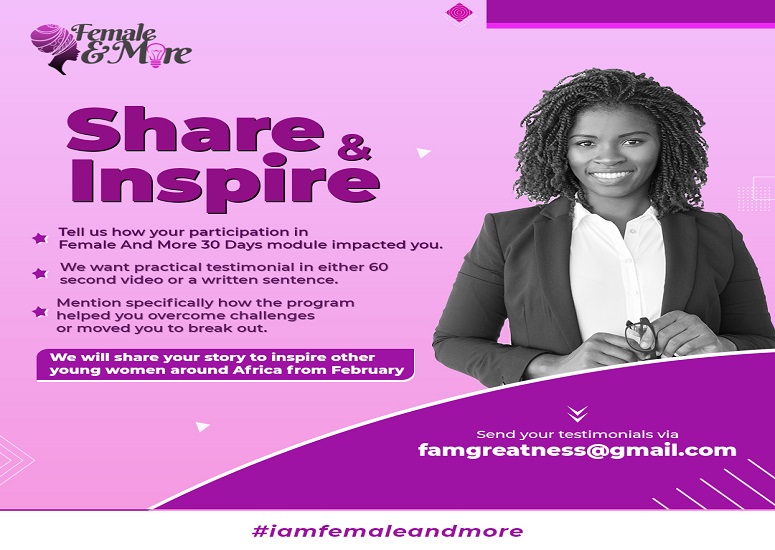 Female
& More
Share &
Inspire
Tell us how your participation in
Female And More 30 Days module impacted you.
We want practical testimonial in either 60
second video or a written sentence.
Mention specifically how the program
helped you overcome challenges
or moved you to break out.
We will share your story to inspire other
young women around Africa from February
Send your testimonials via
famgreatness@gmail.com
#iamfemaleandmore